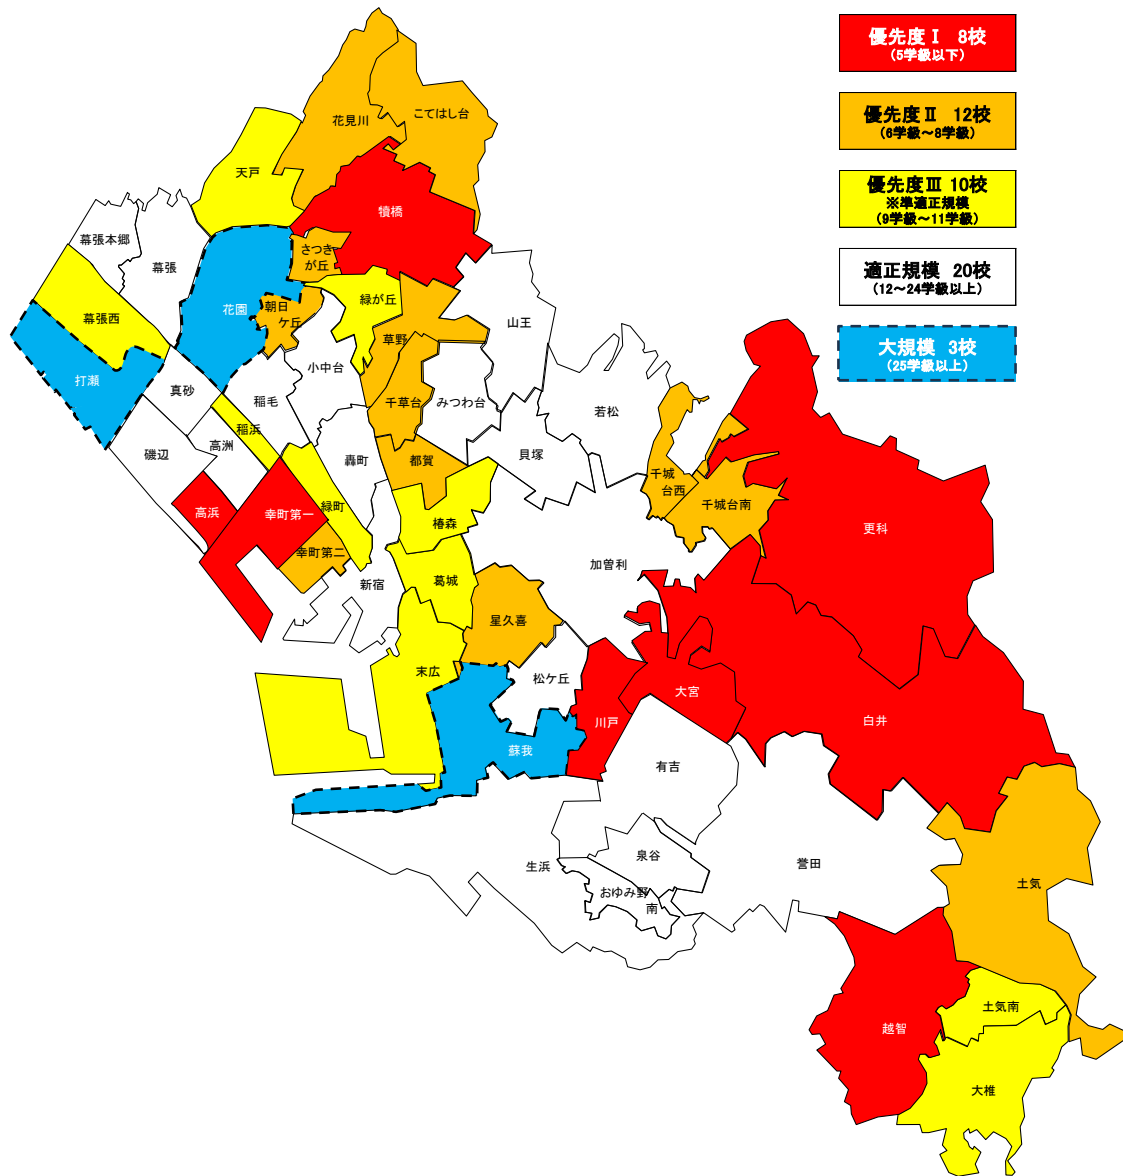 優先度Ⅰ 8校
(5学級以下)
優先度Ⅱ 12校
(6学級～8学級)
優先度Ⅲ 10校
※準適正規模
(9学級～11学級)
適正規模 20校
(12～24学級以上)
大規模 3校
(25学級以上)
花見川
こてはし台
天戸
犢橋
幕張本郷
幕張
さつき
が丘
幕張西
花園
朝日
ケ丘
緑が丘
山王
草野
小中台
打瀬
真砂
稲毛
千草台
みつわ台
若松
稲浜
高洲
磯辺
轟町
都賀
貝塚
千城
台西
千城台南
高浜
幸町第一
緑町
椿森
更科
幸町第二
新宿
葛城
加曽利
星久喜
末広
松ケ丘
川戸
大宮
白井
蘇我
有吉
生浜
泉谷
誉田
おゆみ野
南
土気
越智
土気南
大椎